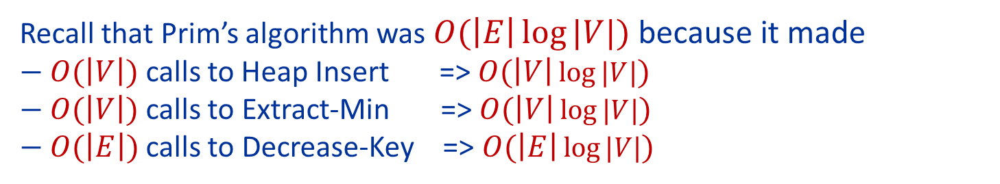 Recall that Prim’s algorithm was O(|E| log |V|) because it made
– O(|V|) calls to Heap Insert => O(|V| log |V|)
– O(|V|) calls to Extract-Min => O(|V| log |V|)
– O(|E|) calls to Decrease-Key => O(|E| log |V|)